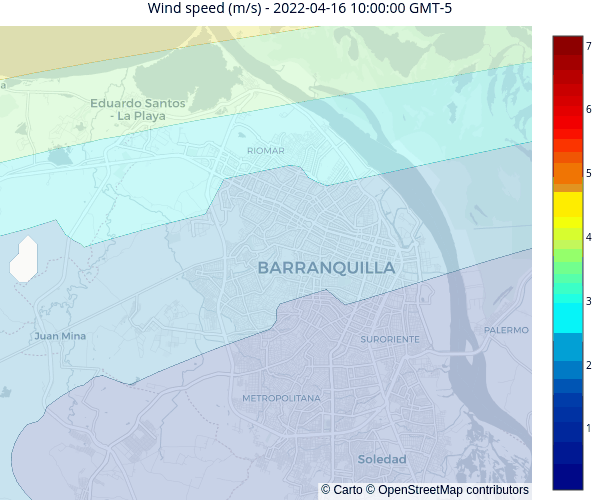 Wind speed (m/s) - 2022-04-16 10:00:00 GMT-5
7
a
Eduardo Santos
- La Playa
6
RIOMAR
5
4
BARRANQUILLA
3
Juan Mina
SURORIENTE
PALERMO
2
METROPOLITANA
1
Soledad
© Carto © OpenStreetMap contributors